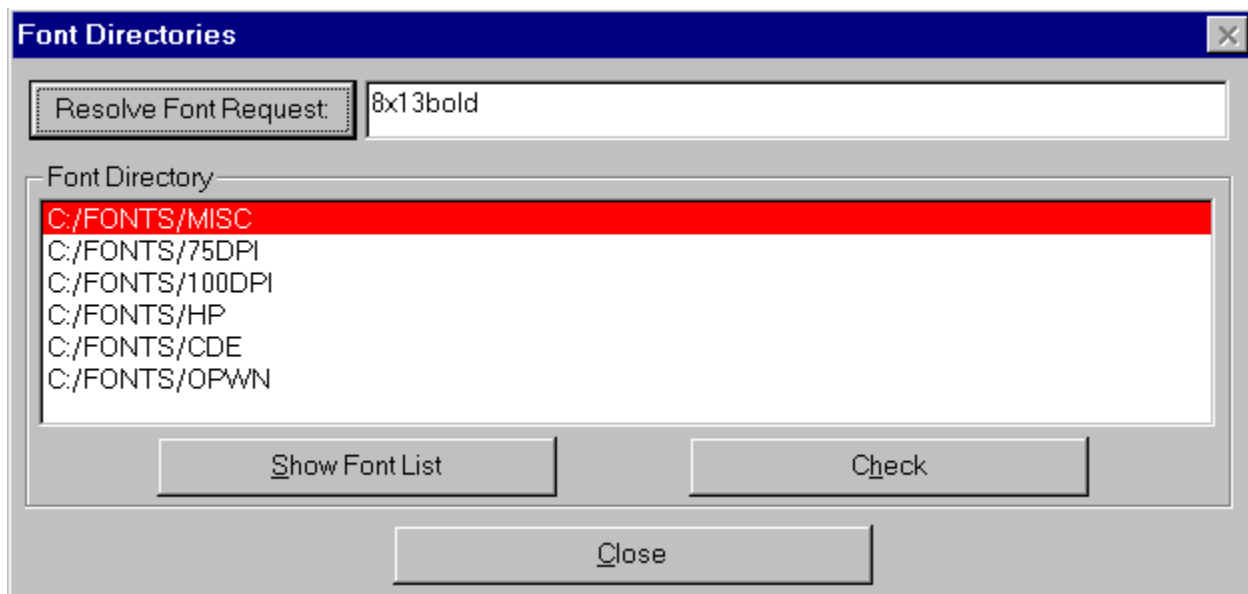 Font Directories
Resolve Font Request: 8x13bold
Font Directory
C:/FONTS/MISC
C:/FONTS/75DPI
C:/FONTS/100DPI
C:/FONTS/HP
C:/FONTS/CDE
C:/FONTS/OPWN
Show Font List Check
Close